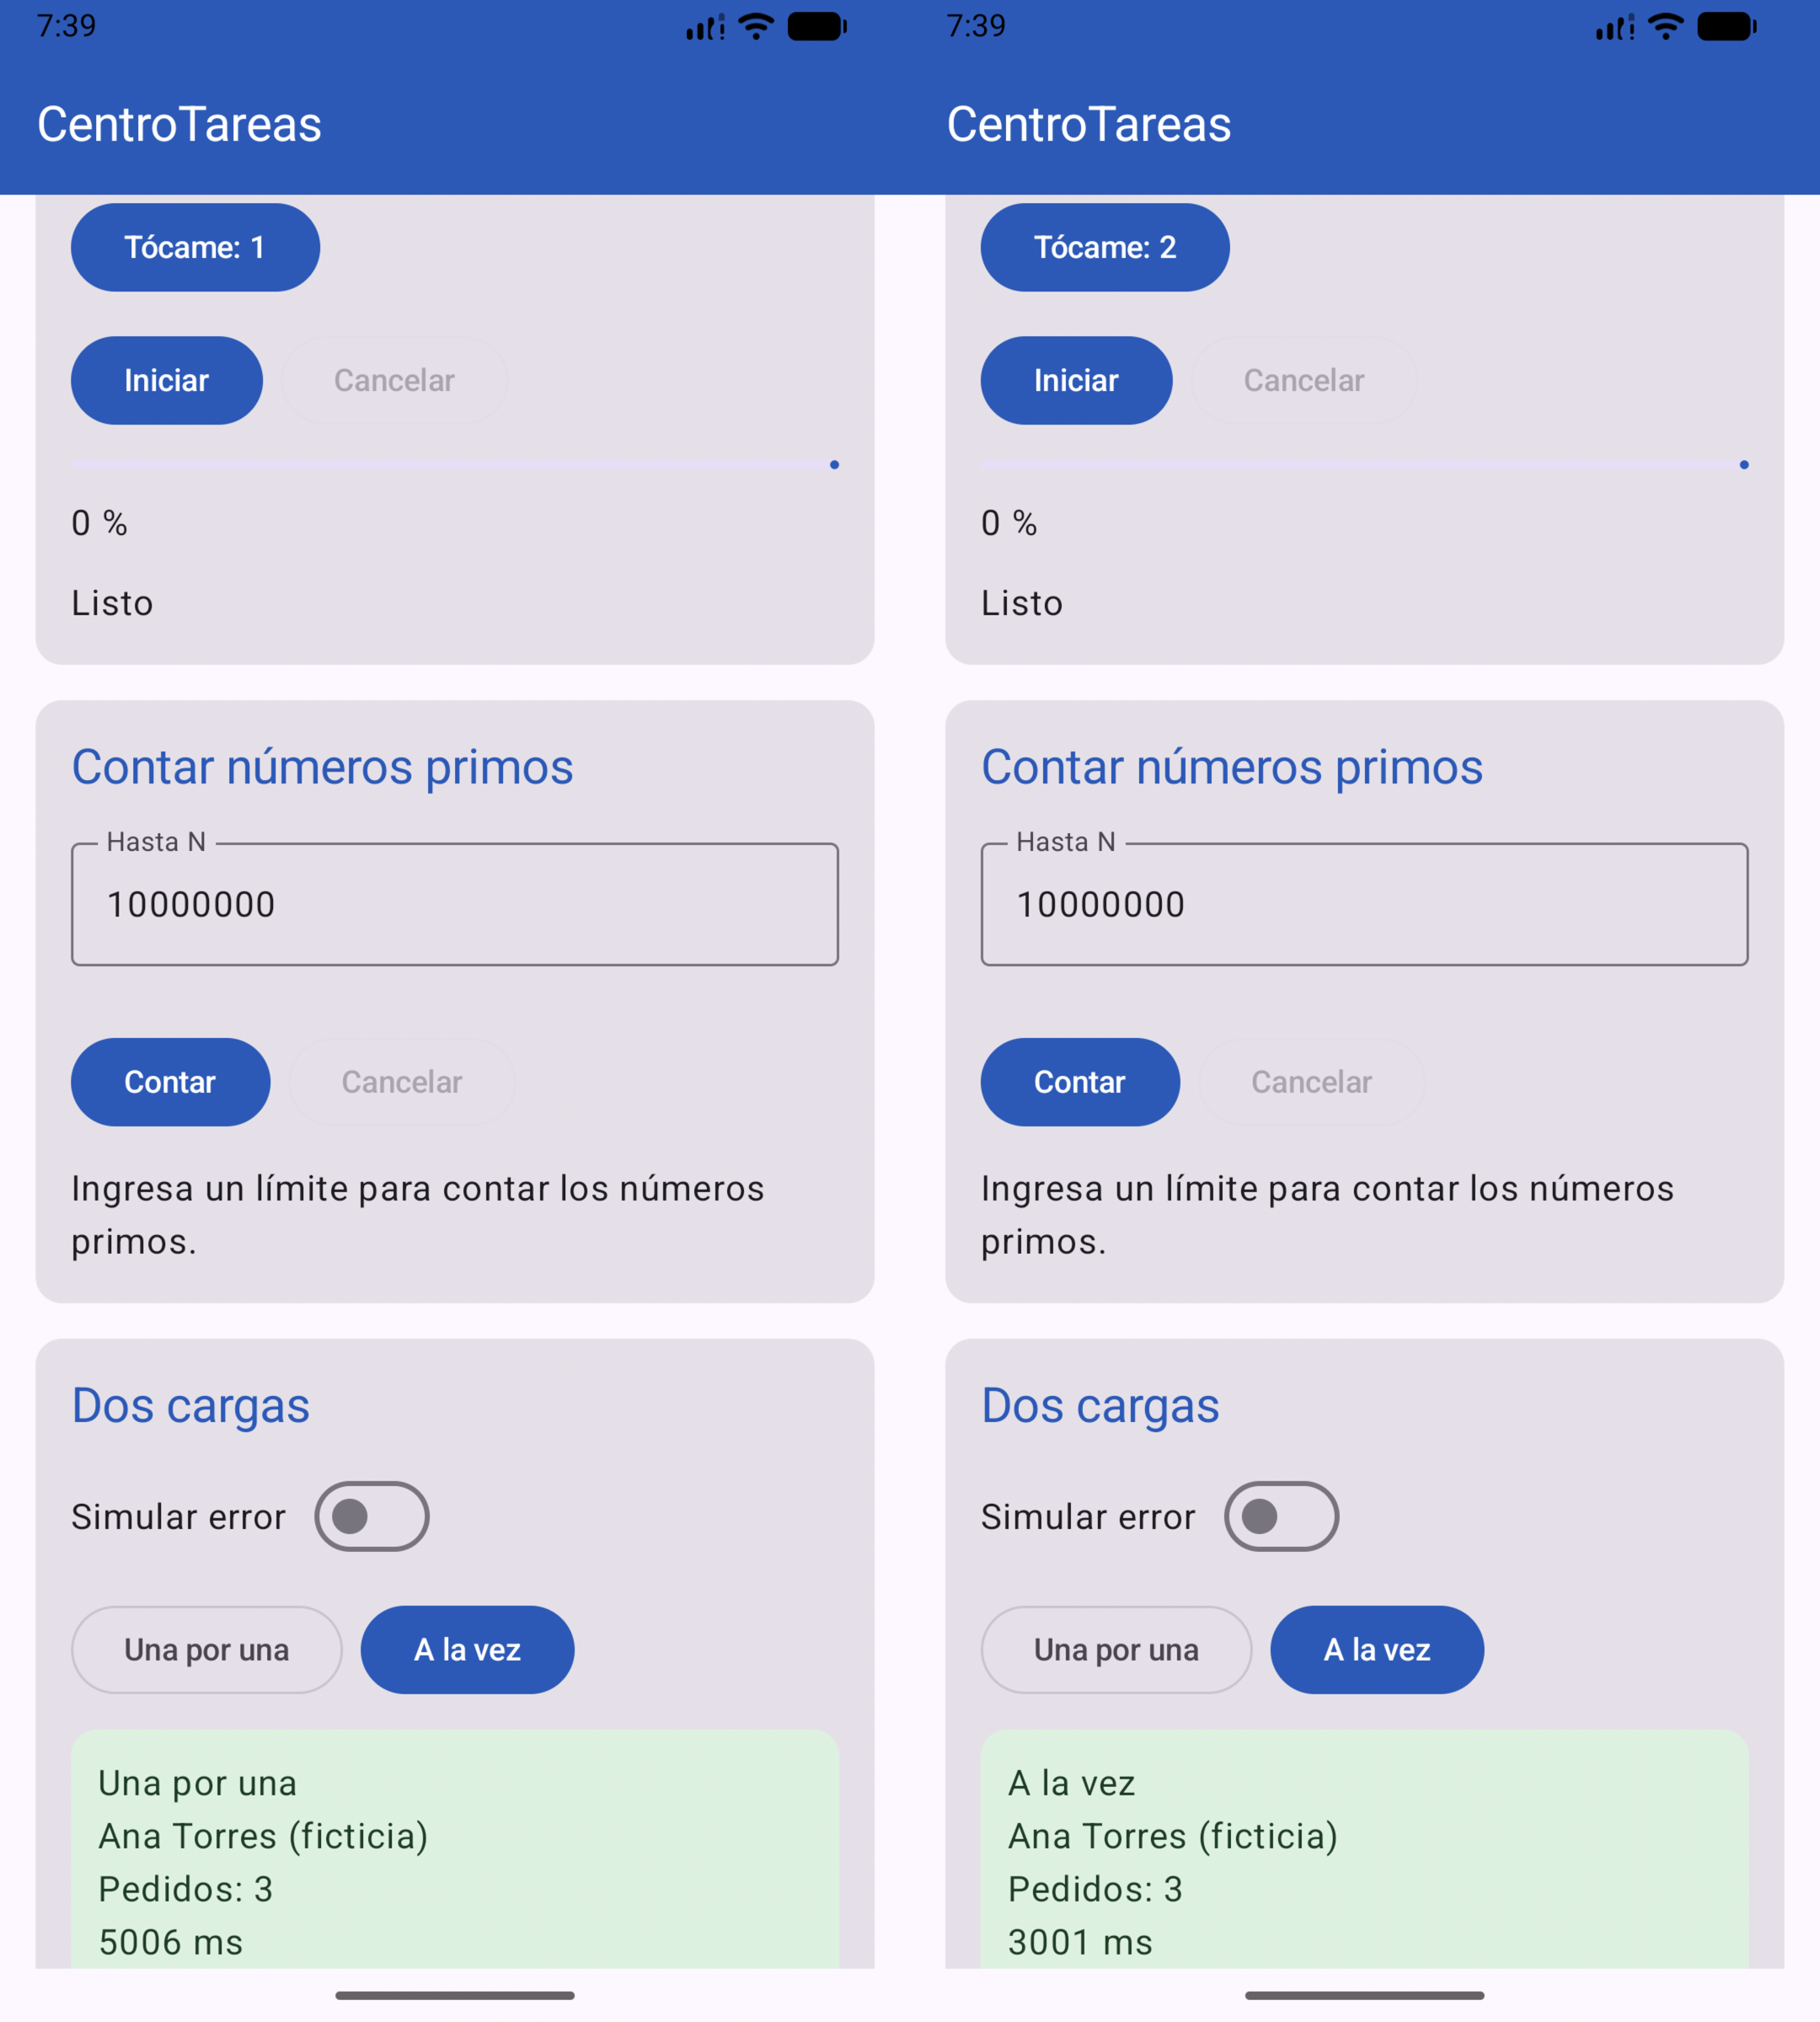 7:39
CentroTareas
Tócame: 1
Iniciar
Cancelar
0 %
Listo
Contar números primos
Hasta N
10000000
Contar
Cancelar
Ingresa un límite para contar los números
primos.
Dos cargas
Simular error
Una por una
A la vez
Una por una
Ana Torres (ficticia)
Pedidos: 3
5006 ms
7:39
CentroTareas
Tócame: 2
Iniciar
Cancelar
0 %
Listo
Contar números primos
Hasta N
10000000
Contar
Cancelar
Ingresa un límite para contar los números
primos.
Dos cargas
Simular error
Una por una
A la vez
A la vez
Ana Torres (ficticia)
Pedidos: 3
3001 ms